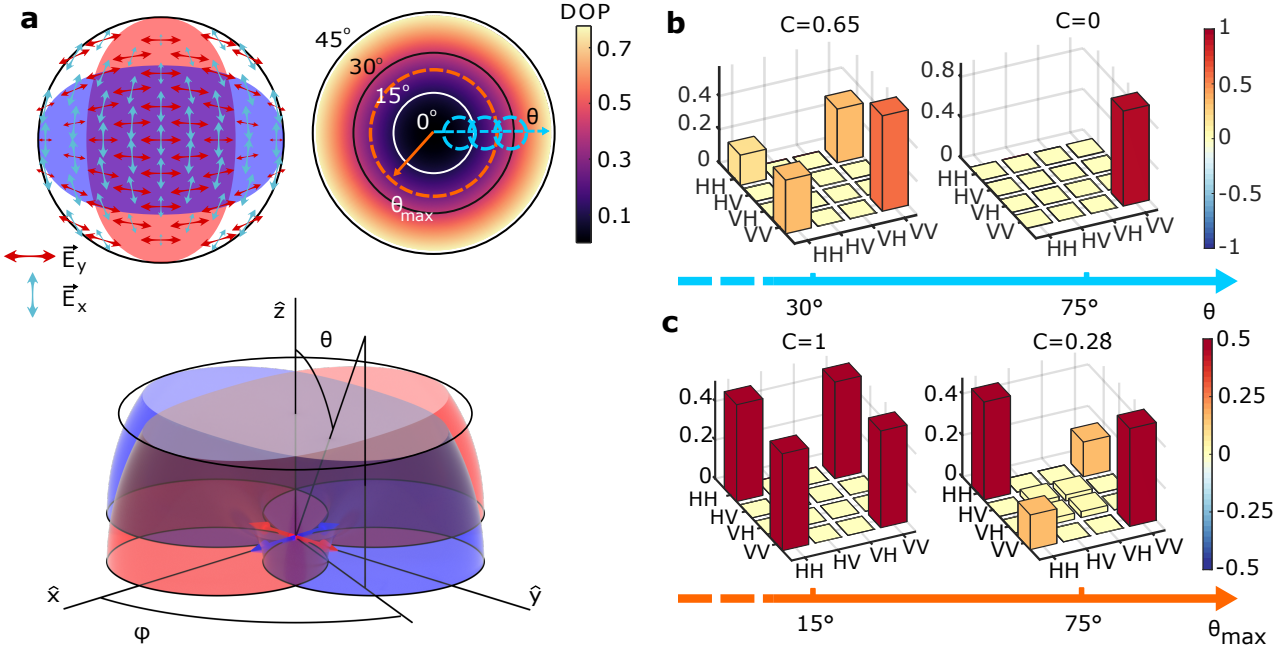 a
DOP
45°
30°
15°
0°
θ
θmax
0.7
0.5
0.3
0.1
E⃗y
E⃗x
ẑ
θ
x̂
ŷ
φ
b
C=0.65
C=0
0.4
0.2
0
HH
HV
VH
VV
HH
HV
VH
VV
0.8
0.4
0
HH
HV
VH
VV
HH
HV
VH
VV
1
0.5
0
-0.5
-1
30°
75°
θ
c
C=1
C=0.28
0.4
0.2
0
HH
HV
VH
VV
HH
HV
VH
VV
0.4
0.2
0
HH
HV
VH
VV
HH
HV
VH
VV
0.5
0.25
0
-0.25
-0.5
15°
75°
θmax